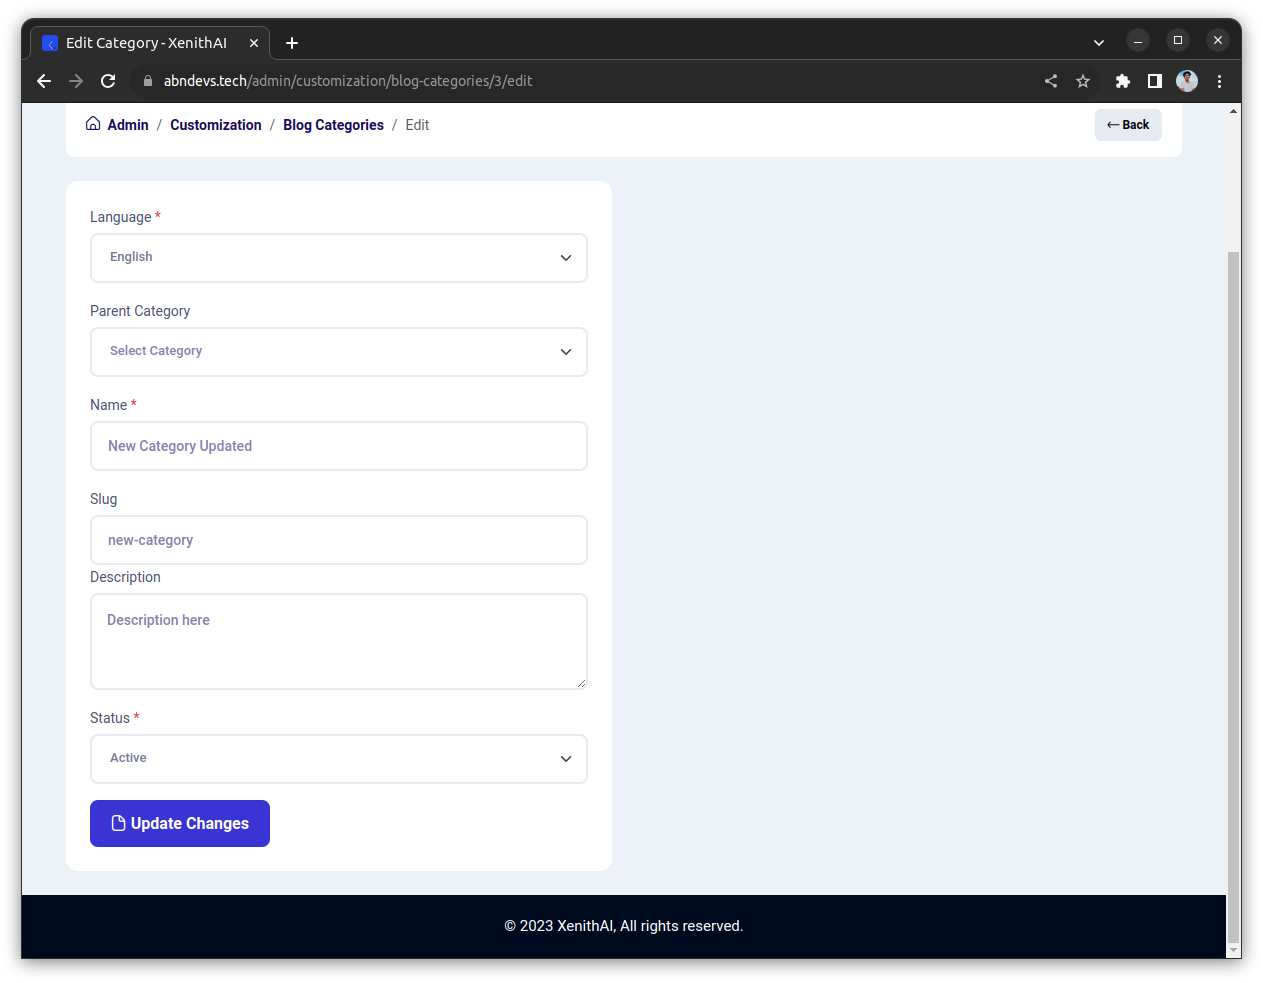 Edit Category - XenithAI
abndevs.tech/admin/customization/blog-categories/3/edit
Admin / Customization / Blog Categories / Edit
← Back
Language *
English
Parent Category
Select Category
Name *
New Category Updated
Slug
new-category
Description
Description here
Status *
Active
Update Changes
© 2023 XenithAI, All rights reserved.